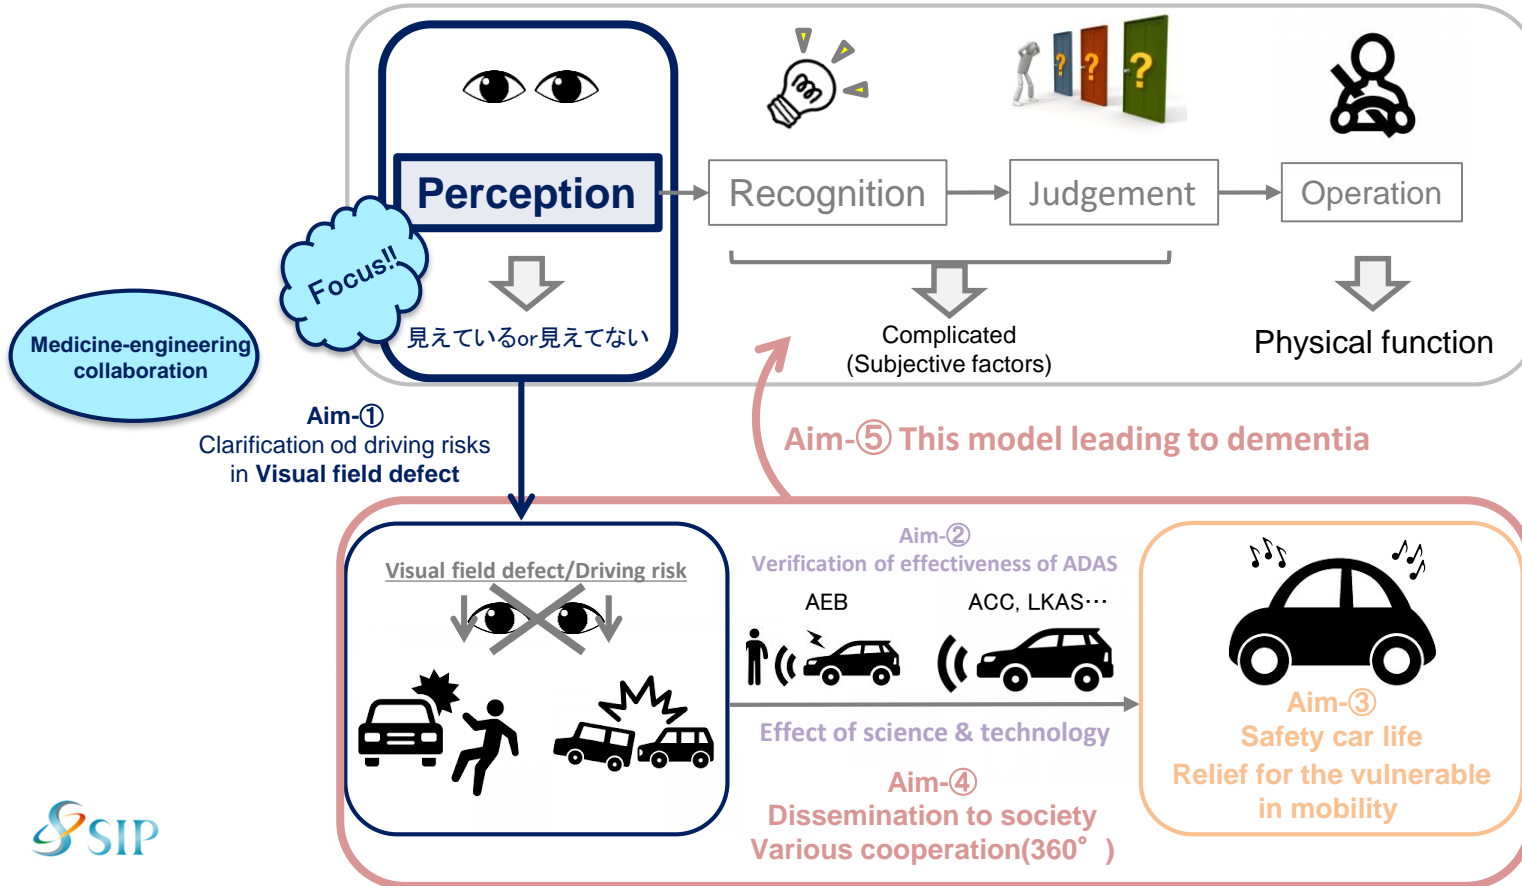 ?
?
?
Perception
Recognition
Judgement
Operation
Focus!!
見えているor見えてない
Complicated
(Subjective factors)
Physical function
Medicine-engineering
collaboration
Aim-①
Clarification od driving risks
in Visual field defect
Aim-⑤ This model leading to dementia
Visual field defect/Driving risk
Aim-②
Verification of effectiveness of ADAS
AEB
ACC, LKAS…
Effect of science & technology
Aim-③
Safety car life
Relief for the vulnerable
in mobility
Aim-④
Dissemination to society
Various cooperation(360°)
SIP